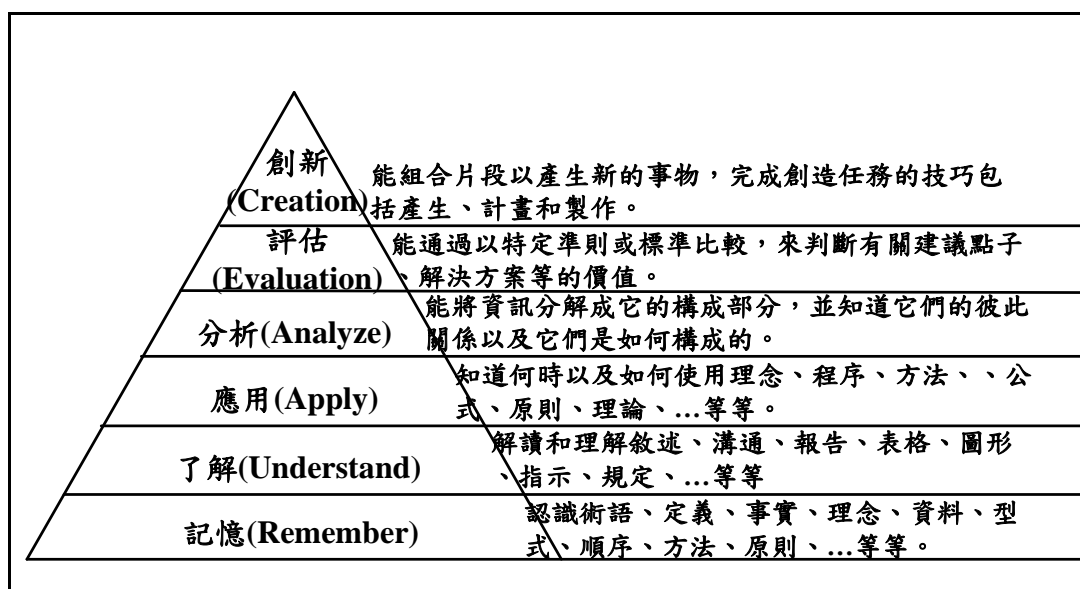 創新
(Creation)
能組合片段以產生新的事物，完成創造任務的技巧包
括產生、計畫和製作。
評估
(Evaluation)
能通過以特定準則或標準比較，來判斷有關建議點子
、解決方案等的價值。
分析(Analyze)
能將資訊分解成它的構成部分，並知道它們的彼此
關係以及它們是如何構成的。
應用(Apply)
知道何時以及如何使用理念、程序、方法、、公
式、原則、理論、...等等。
了解(Understand)
解讀和理解敘述、溝通、報告、表格、圖形
、指示、規定、...等等
記憶(Remember)
認識術語、定義、事實、理念、資料、型
式、順序、方法、原則、...等等。